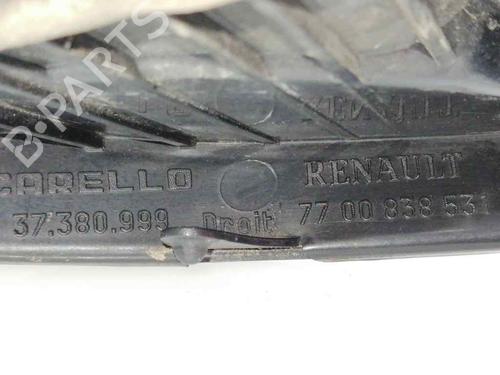 B-PARTS
CARELLO RENAULT
37.380.999 Droit 77 00 838 531